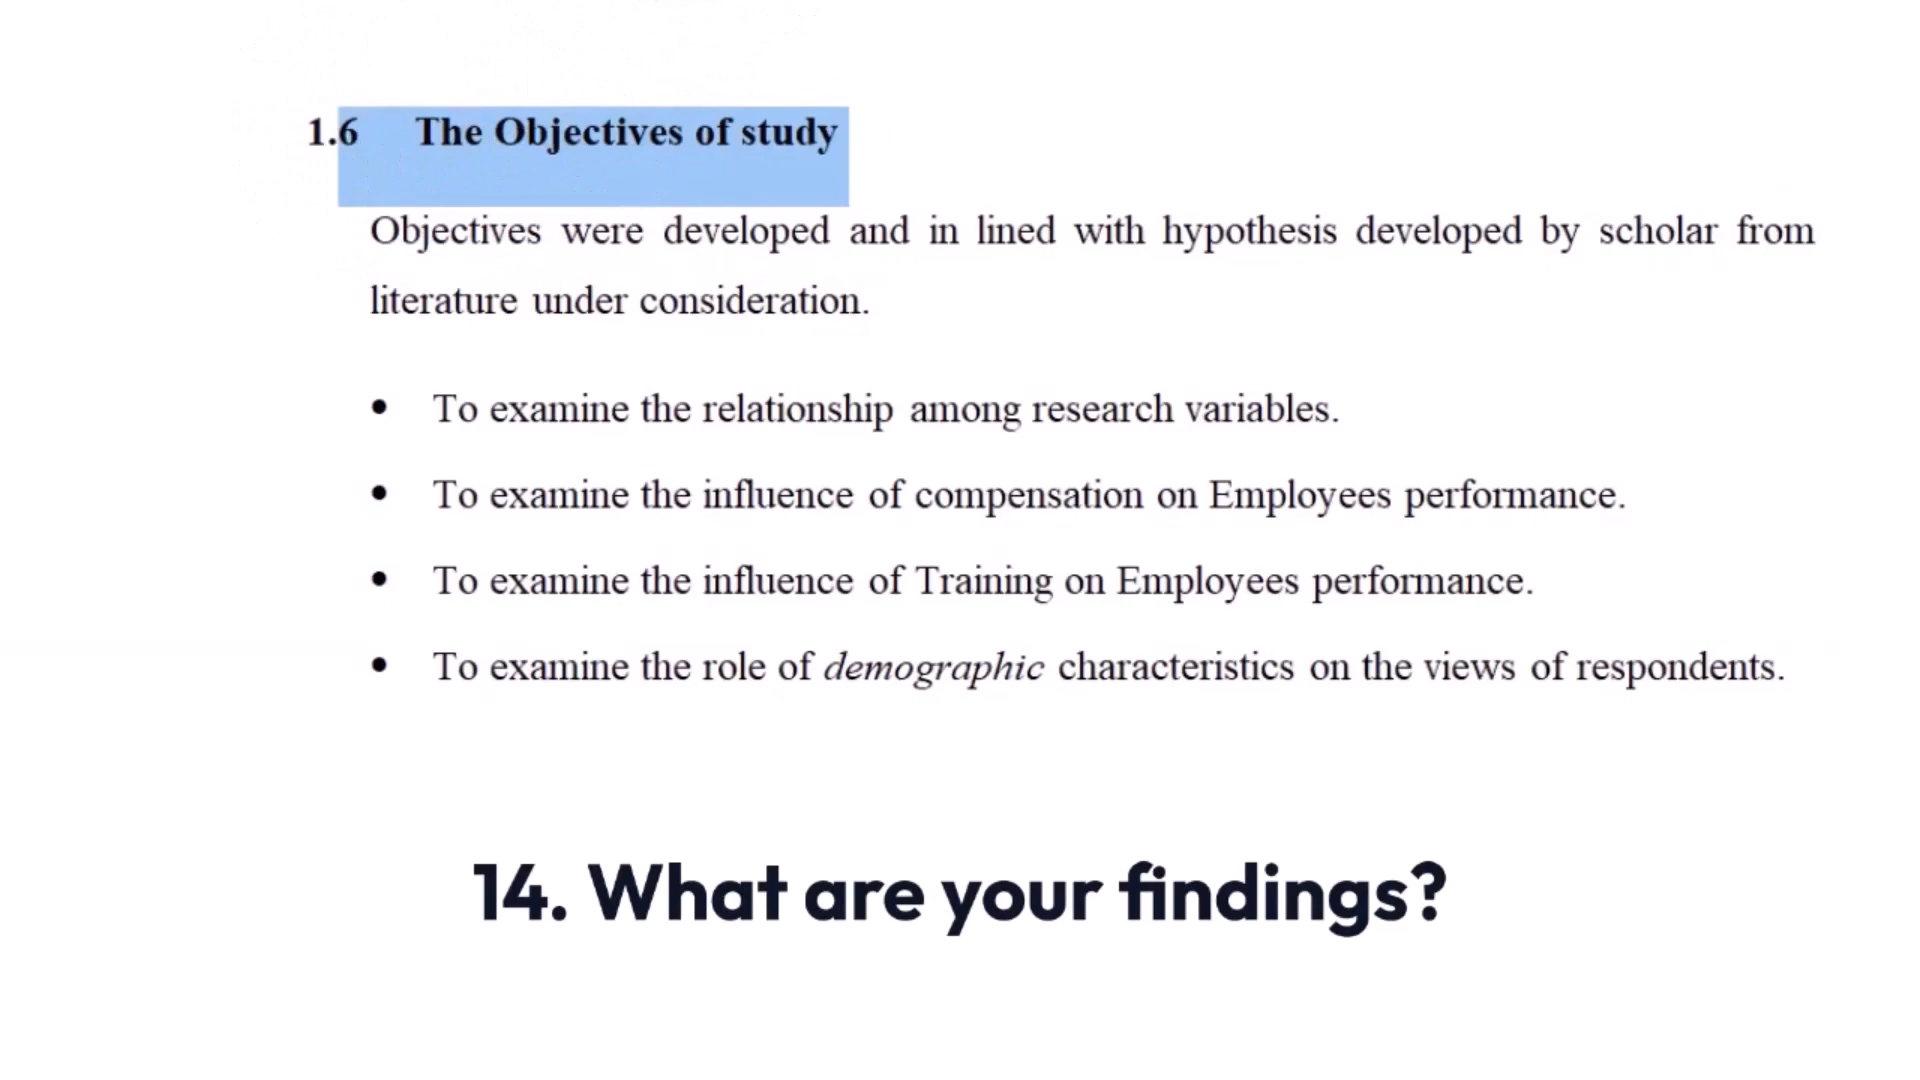 1.6 The Objectives of study
Objectives were developed and in lined with hypothesis developed by scholar from
literature under consideration.
• To examine the relationship among research variables.
• To examine the influence of compensation on Employees performance.
• To examine the influence of Training on Employees performance.
• To examine the role of demographic characteristics on the views of respondents.
14. What are your findings?